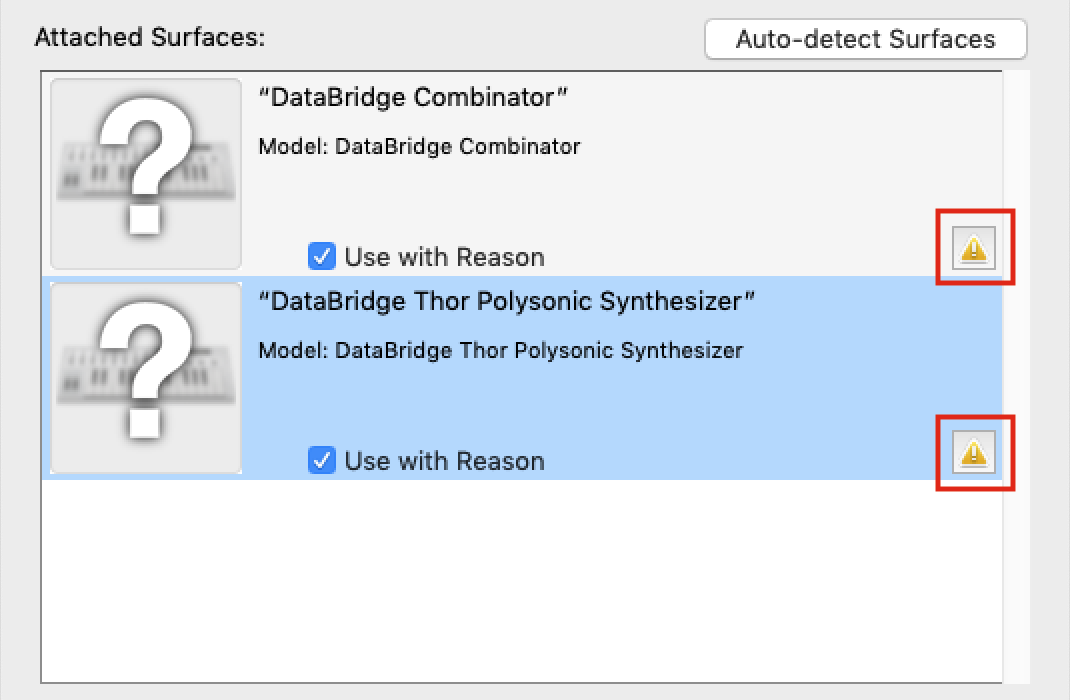 Attached Surfaces:
Auto-detect Surfaces
“DataBridge Combinator”
Model: DataBridge Combinator
Use with Reason
“DataBridge Thor Polysonic Synthesizer”
Model: DataBridge Thor Polysonic Synthesizer
Use with Reason